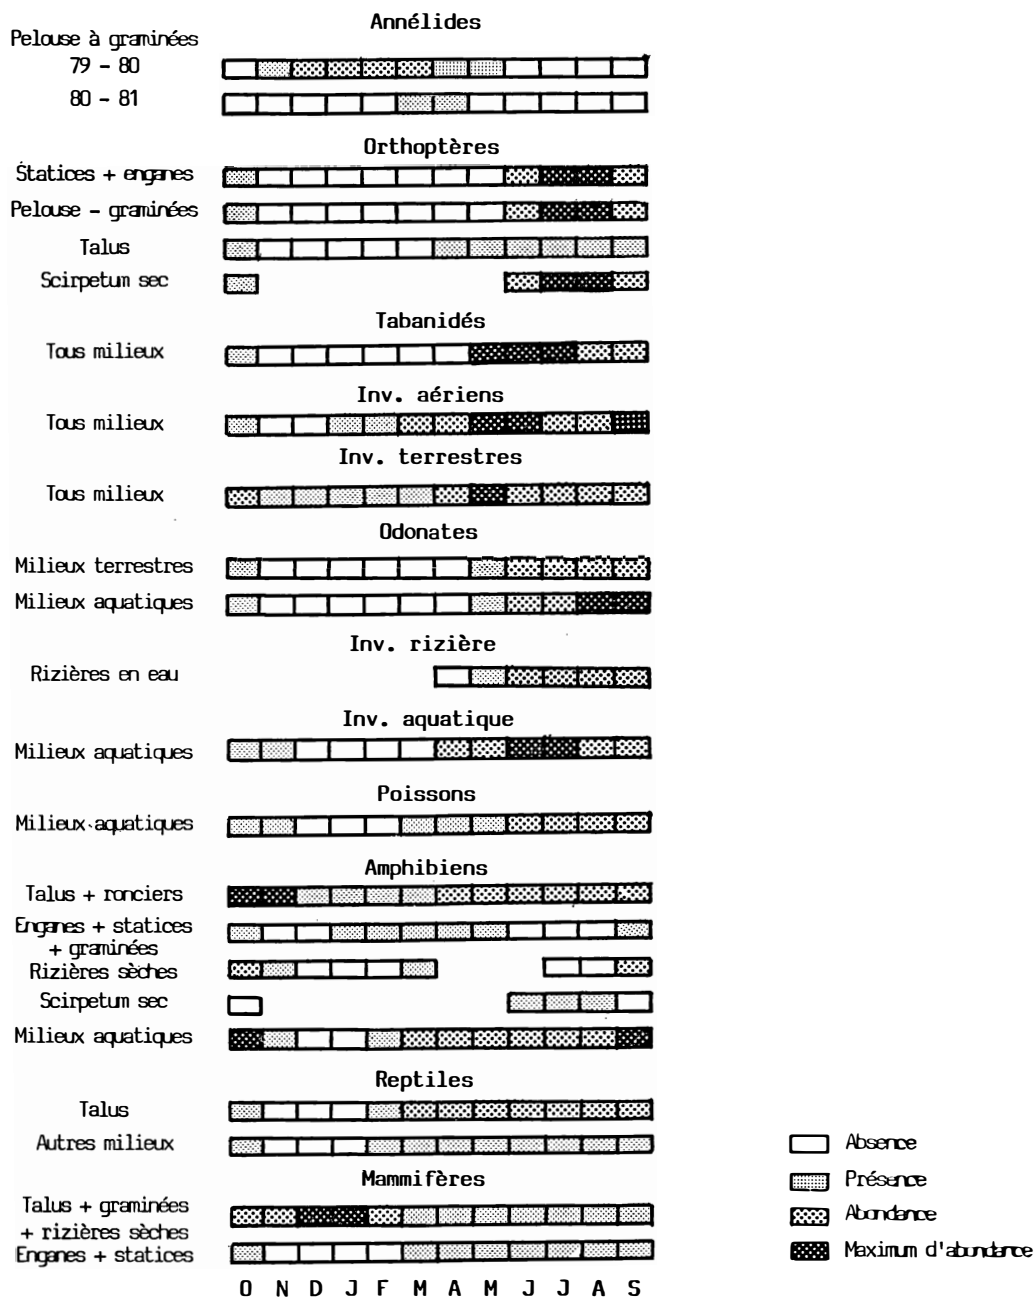 Annélides
Pelouse à graminées
79 - 80
80 - 81
Orthoptères
Statices + enganes
Pelouse - graminées
Talus
Scirpetum sec
Tabanidés
Tous milieux
Inv. aériens
Tous milieux
Inv. terrestres
Tous milieux
Odonates
Milieux terrestres
Milieux aquatiques
Inv. rizière
Rizières en eau
Inv. aquatique
Milieux aquatiques
Poissons
Milieux aquatiques
Amphibiens
Talus + ronciers
Enganes + statices
+ graminées
Rizières sèches
Scirpetum sec
Milieux aquatiques
Reptiles
Talus
Autres milieux
Mammifères
Talus + graminées
+ rizières sèches
Enganes + statices
O N D J F M A M J J A S
Absence
Présence
Abondance
Maximum d'abondance